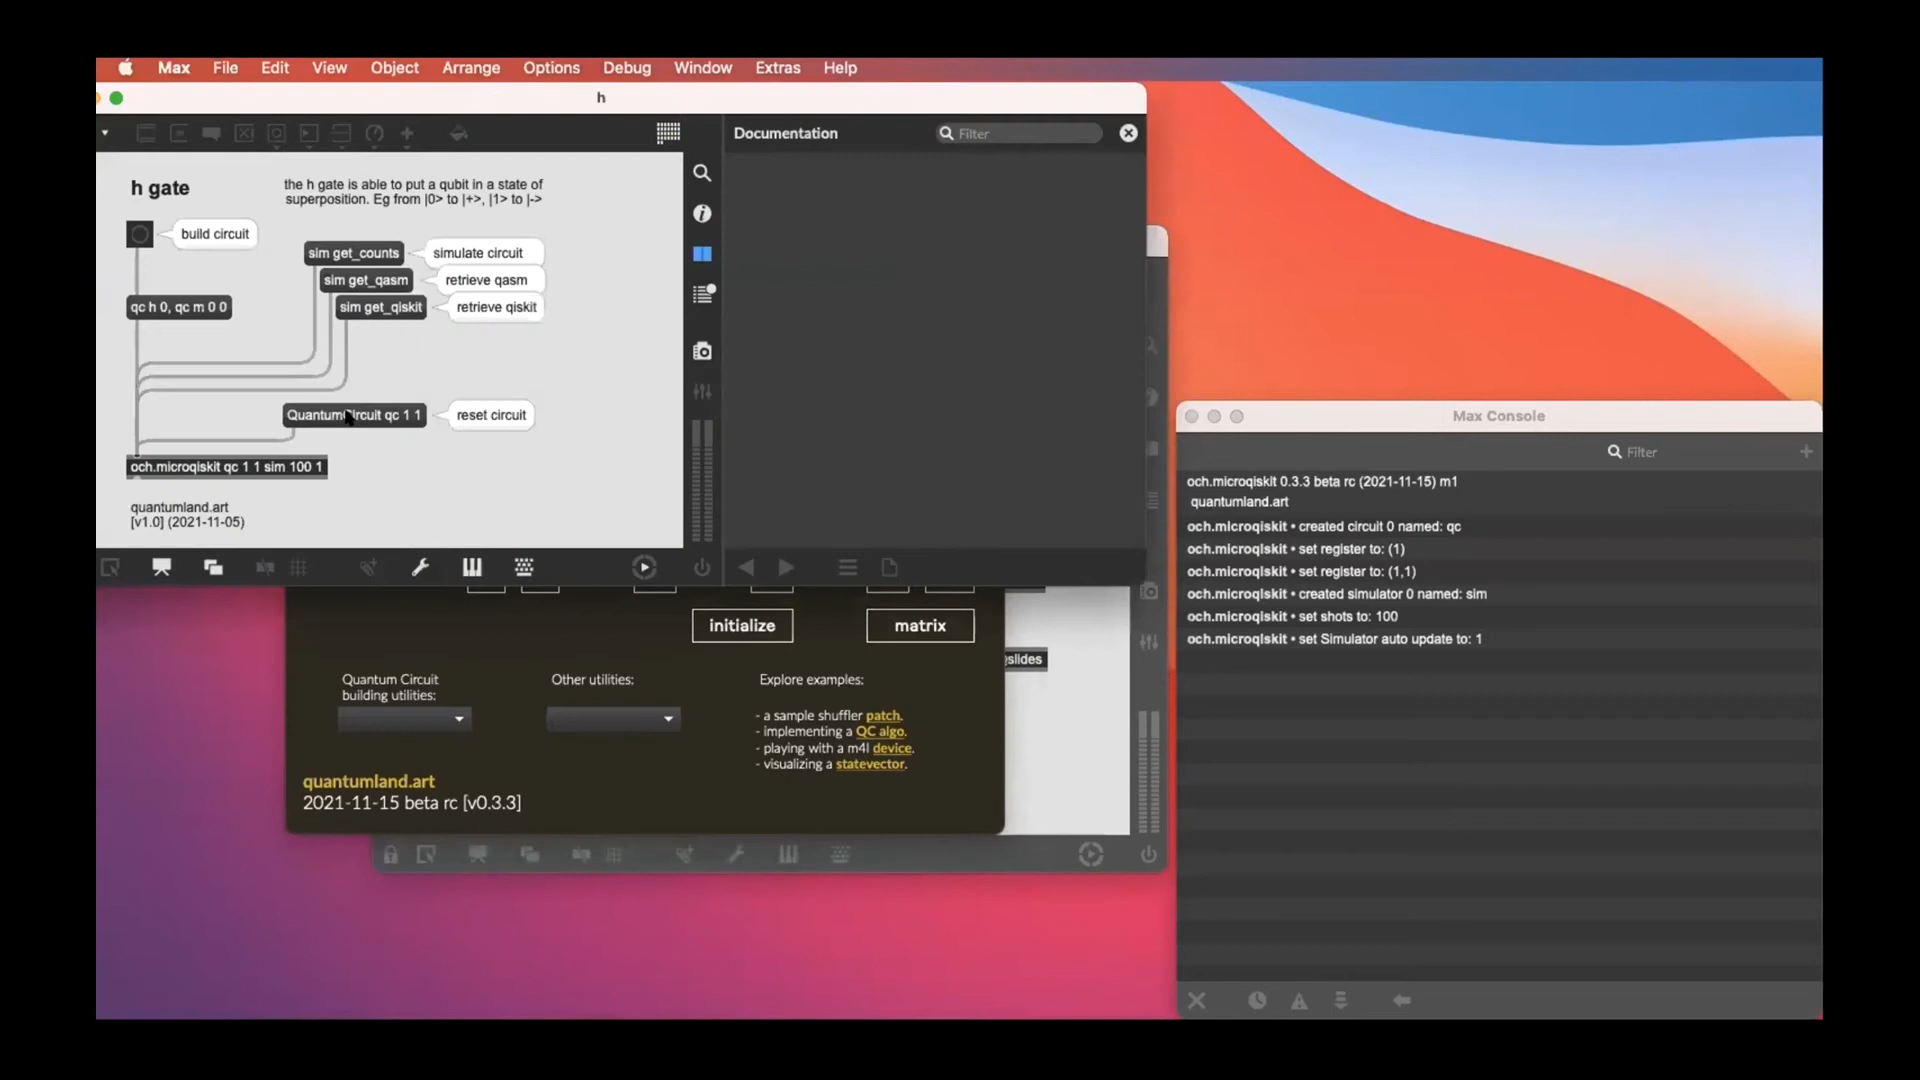 Max File Edit View Object Arrange Options Debug Window Extras Help
h
Documentation
Filter
h gate
the h gate is able to put a qubit in a state of
superposition. Eg from |0> to |+>, |1> to |->
build circuit
sim get_counts
simulate circuit
sim get_qasm
retrieve qasm
qc h 0, qc m 0 0
sim get_qiskit
retrieve qiskit
QuantumCircuit qc 1 1
reset circuit
och.microqiskit qc 1 1 sim 100 1
quantumland.art
[v1.0] (2021-11-05)
initialize
matrix
slides
Quantum Circuit
building utilities:
Other utilities:
Explore examples:
- a sample shuffler patch.
- implementing a QC algo.
- playing with a m4l device.
- visualizing a statevector.
quantumland.art
2021-11-15 beta rc [v0.3.3]
Max Console
Filter
och.microqiskit 0.3.3 beta rc (2021-11-15) m1
quantumland.art
och.microqiskit • created circuit 0 named: qc
och.microqiskit • set register to: (1)
och.microqiskit • set register to: (1,1)
och.microqiskit • created simulator 0 named: sim
och.microqiskit • set shots to: 100
och.microqiskit • set Simulator auto update to: 1